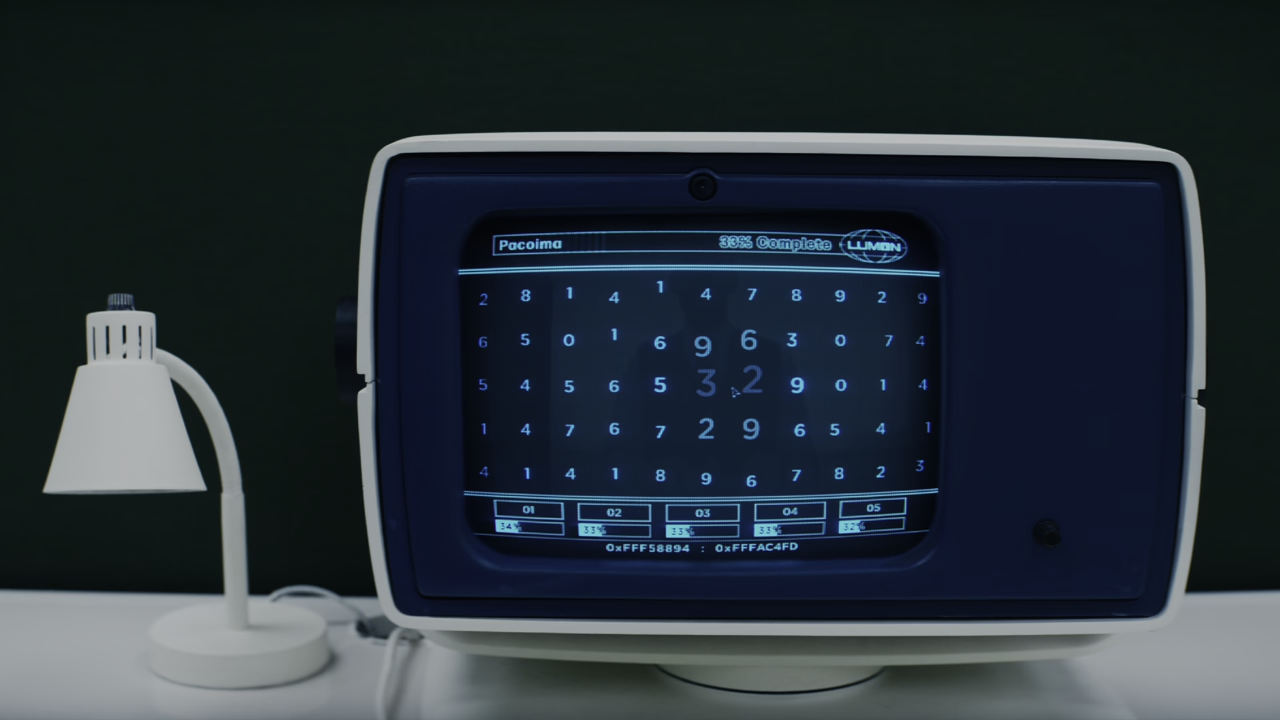 Pacoima 33% Complete LUMON
2 8 1 4 1 4 7 8 9 2 9
6 5 0 1 6 9 6 3 0 7 4
5 4 5 6 5 3 2 9 0 1 4
1 4 7 6 7 2 9 6 5 4 1
4 1 4 1 8 9 6 7 8 2 3
01 02 03 04 05
34% 33% 33% 33% 32%
0xFFF58894 : 0xFFFAC4FD